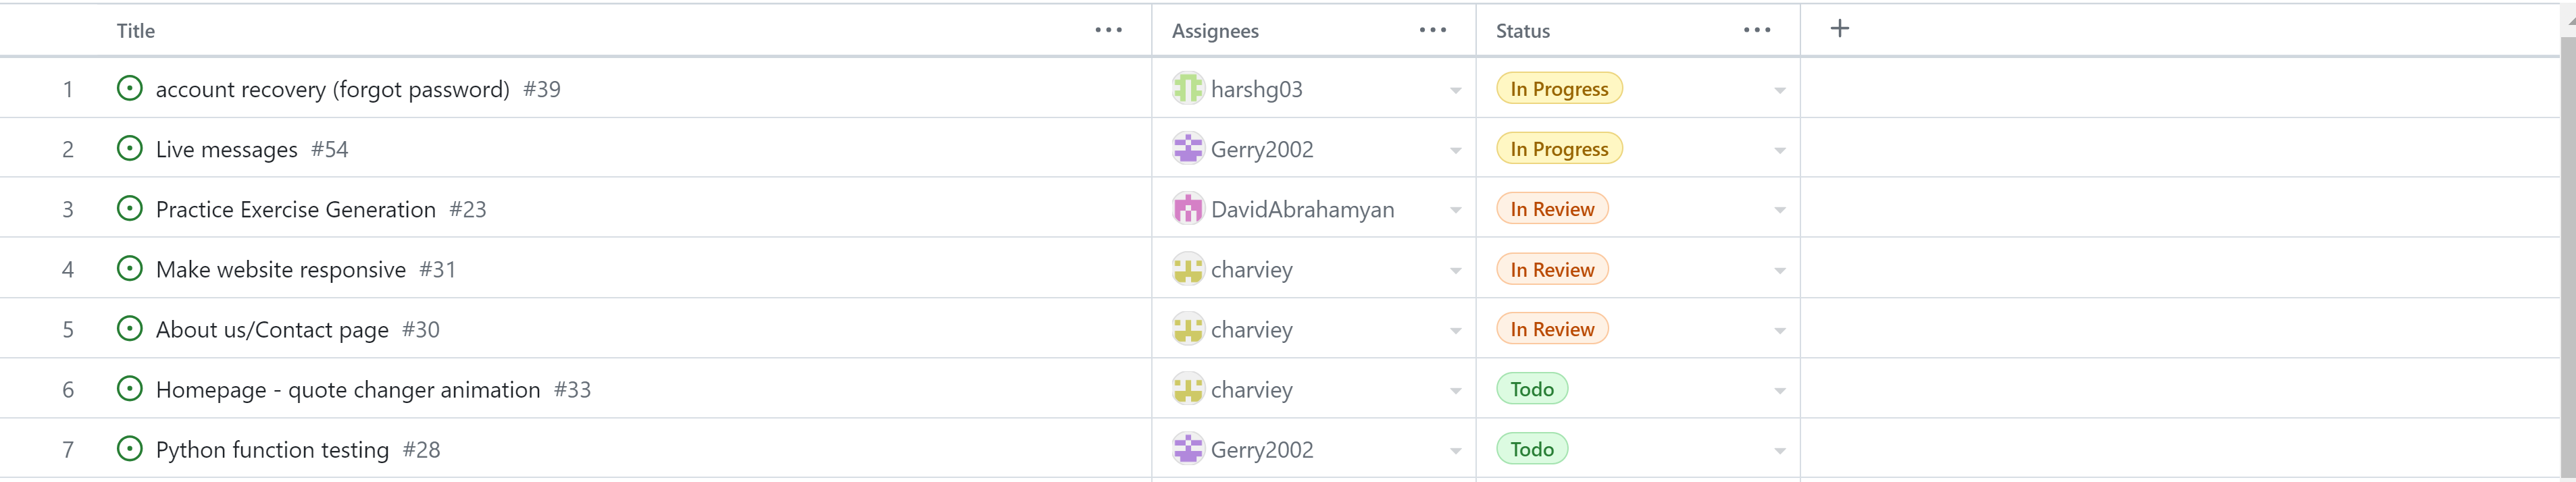 Title ... Assignees ... Status ... +
1 account recovery (forgot password) #39 harshg03 In Progress
2 Live messages #54 Gerry2002 In Progress
3 Practice Exercise Generation #23 DavidAbrahamyan In Review
4 Make website responsive #31 charviey In Review
5 About us/Contact page #30 charviey In Review
6 Homepage - quote changer animation #33 charviey Todo
7 Python function testing #28 Gerry2002 Todo